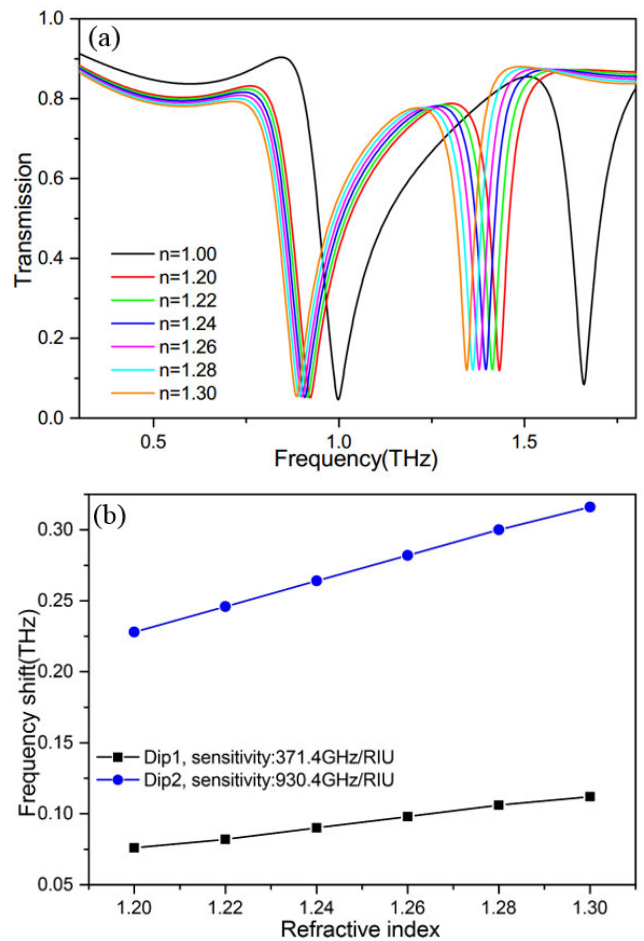 (a)
1.0
0.8
0.6
0.4
0.2
0.0
Transmission
n=1.00
n=1.20
n=1.22
n=1.24
n=1.26
n=1.28
n=1.30
0.5
1.0
1.5
Frequency(THz)
(b)
0.30
0.25
0.20
0.15
0.10
0.05
Frequency shift(THz)
Dip1, sensitivity:371.4GHz/RIU
Dip2, sensitivity:930.4GHz/RIU
1.20
1.22
1.24
1.26
1.28
1.30
Refractive index